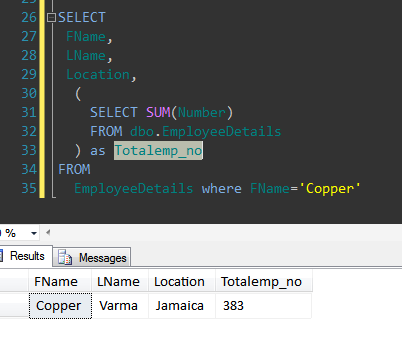 26 SELECT
27 FName,
28 LName,
29 Location,
30 (
31 SELECT SUM(Number)
32 FROM dbo.EmployeeDetails
33 ) as Totalemp_no
34 FROM
35 EmployeeDetails where FName='Copper'
%
Results Messages
FName LName Location Totalemp_no
Copper Varma Jamaica 383